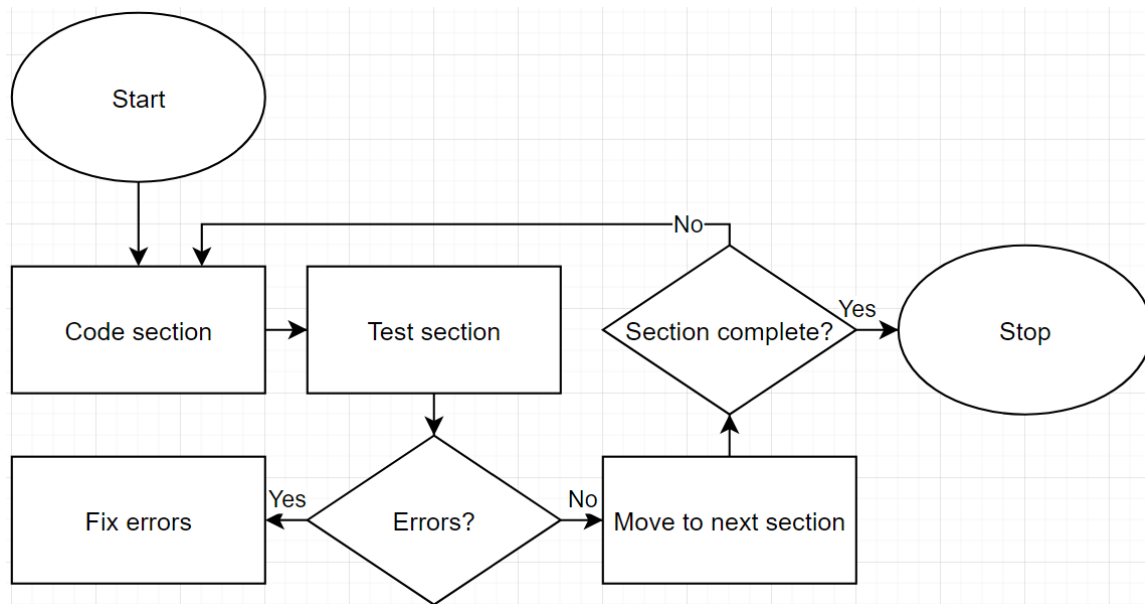 Start
No
Code section
Test section
Section complete?
Yes
Stop
Fix errors
Yes
Errors?
No
Move to next section